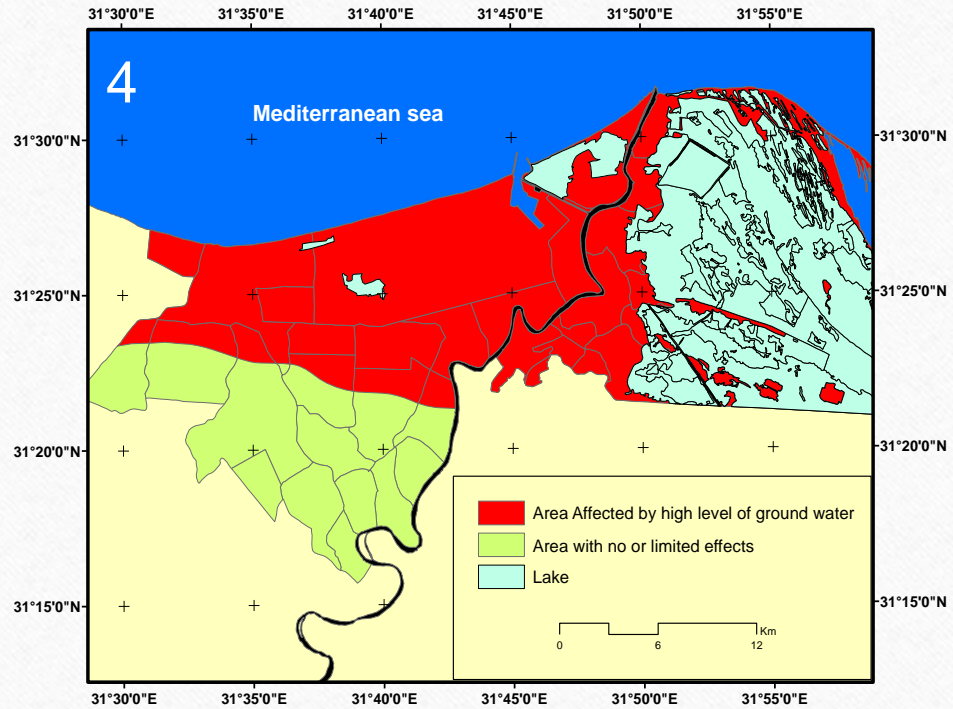 31°30'0"E 31°35'0"E 31°40'0"E 31°45'0"E 31°50'0"E 31°55'0"E
4
Mediterranean sea
31°30'0"N 31°30'0"N
31°25'0"N 31°25'0"N
31°20'0"N 31°20'0"N
Area Affected by high level of ground water
Area with no or limited effects
Lake
31°15'0"N 31°15'0"N
Km
0 6 12
31°30'0"E 31°35'0"E 31°40'0"E 31°45'0"E 31°50'0"E 31°55'0"E